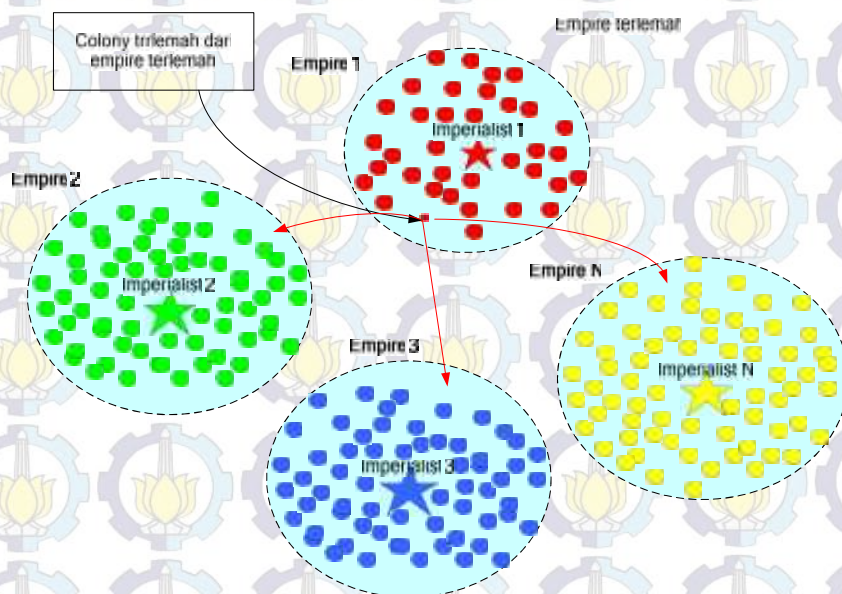 Empire terlemah
Colony trrlemah dari
empire terlemah
Empire 1
Imperialist 1
Empire 2
Imperialist 2
Empire N
Imperialist N
Empire 3
Imperialist 3